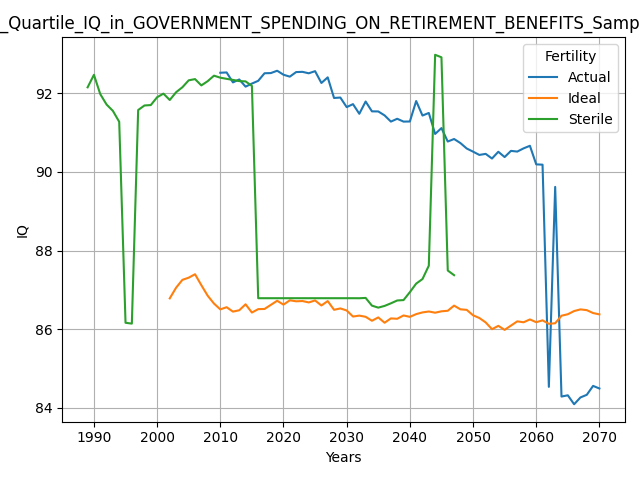 _Quartile_IQ_in_GOVERNMENT_SPENDING_ON_RETIREMENT_BENEFITS_Samp
Fertility
Actual
Ideal
Sterile
IQ
92
90
88
86
84
1990 2000 2010 2020 2030 2040 2050 2060 2070
Years